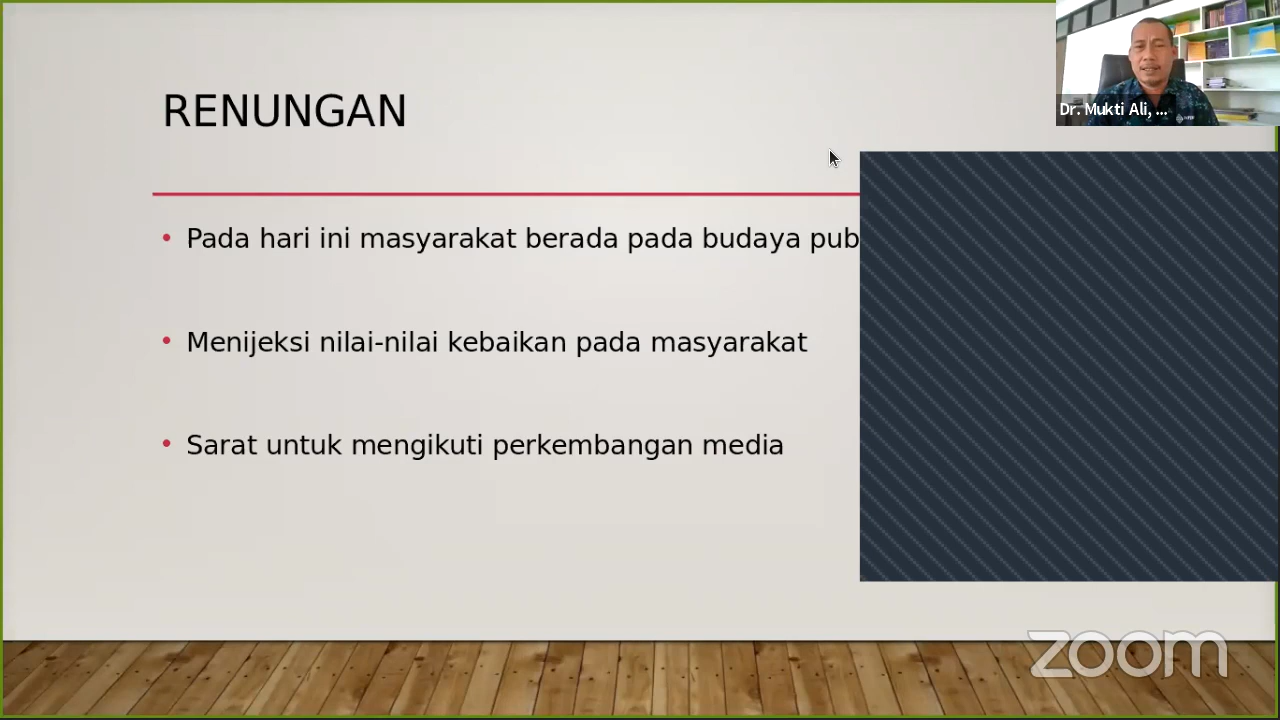 RENUNGAN
Dr. Mukti Ali, ...
Pada hari ini masyarakat berada pada budaya pub
Menijeksi nilai-nilai kebaikan pada masyarakat
Sarat untuk mengikuti perkembangan media
zoom